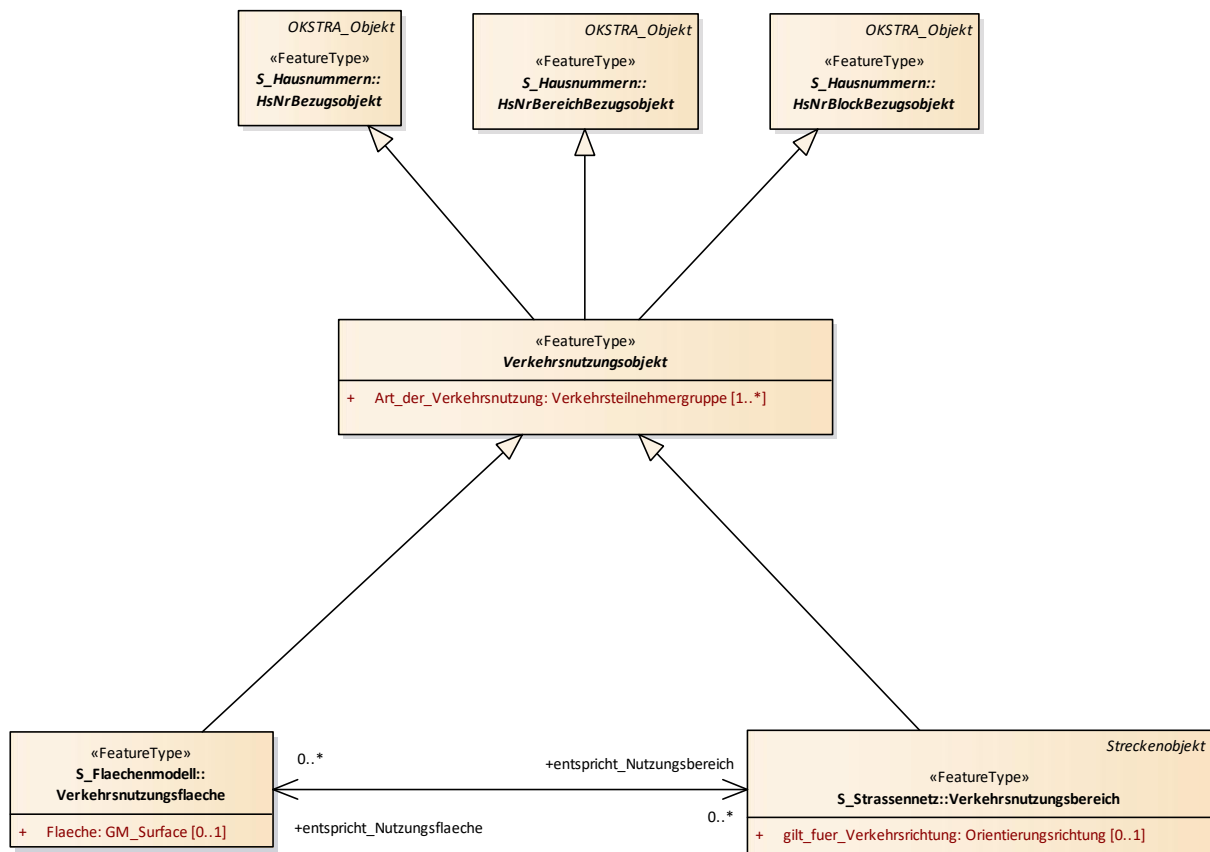 OKSTRA_Objekt
«FeatureType»
S_Hausnummern::
HsNrBezugsobjekt
OKSTRA_Objekt
«FeatureType»
S_Hausnummern::
HsNrBereichBezugsobjekt
OKSTRA_Objekt
«FeatureType»
S_Hausnummern::
HsNrBlockBezugsobjekt
«FeatureType»
Verkehrsnutzungsobjekt
+ Art_der_Verkehrsnutzung: Verkehrsteilnehmergruppe [1..*]
«FeatureType»
S_Flaechenmodell::
Verkehrsnutzungsflaeche
+ Flaeche: GM_Surface [0..1]
0..*
+entspricht_Nutzungsflaeche
+entspricht_Nutzungsbereich
0..*
Streckenobjekt
«FeatureType»
S_Strassennetz::Verkehrsnutzungsbereich
+ gilt_fuer_Verkehrsrichtung: Orientierungsrichtung [0..1]